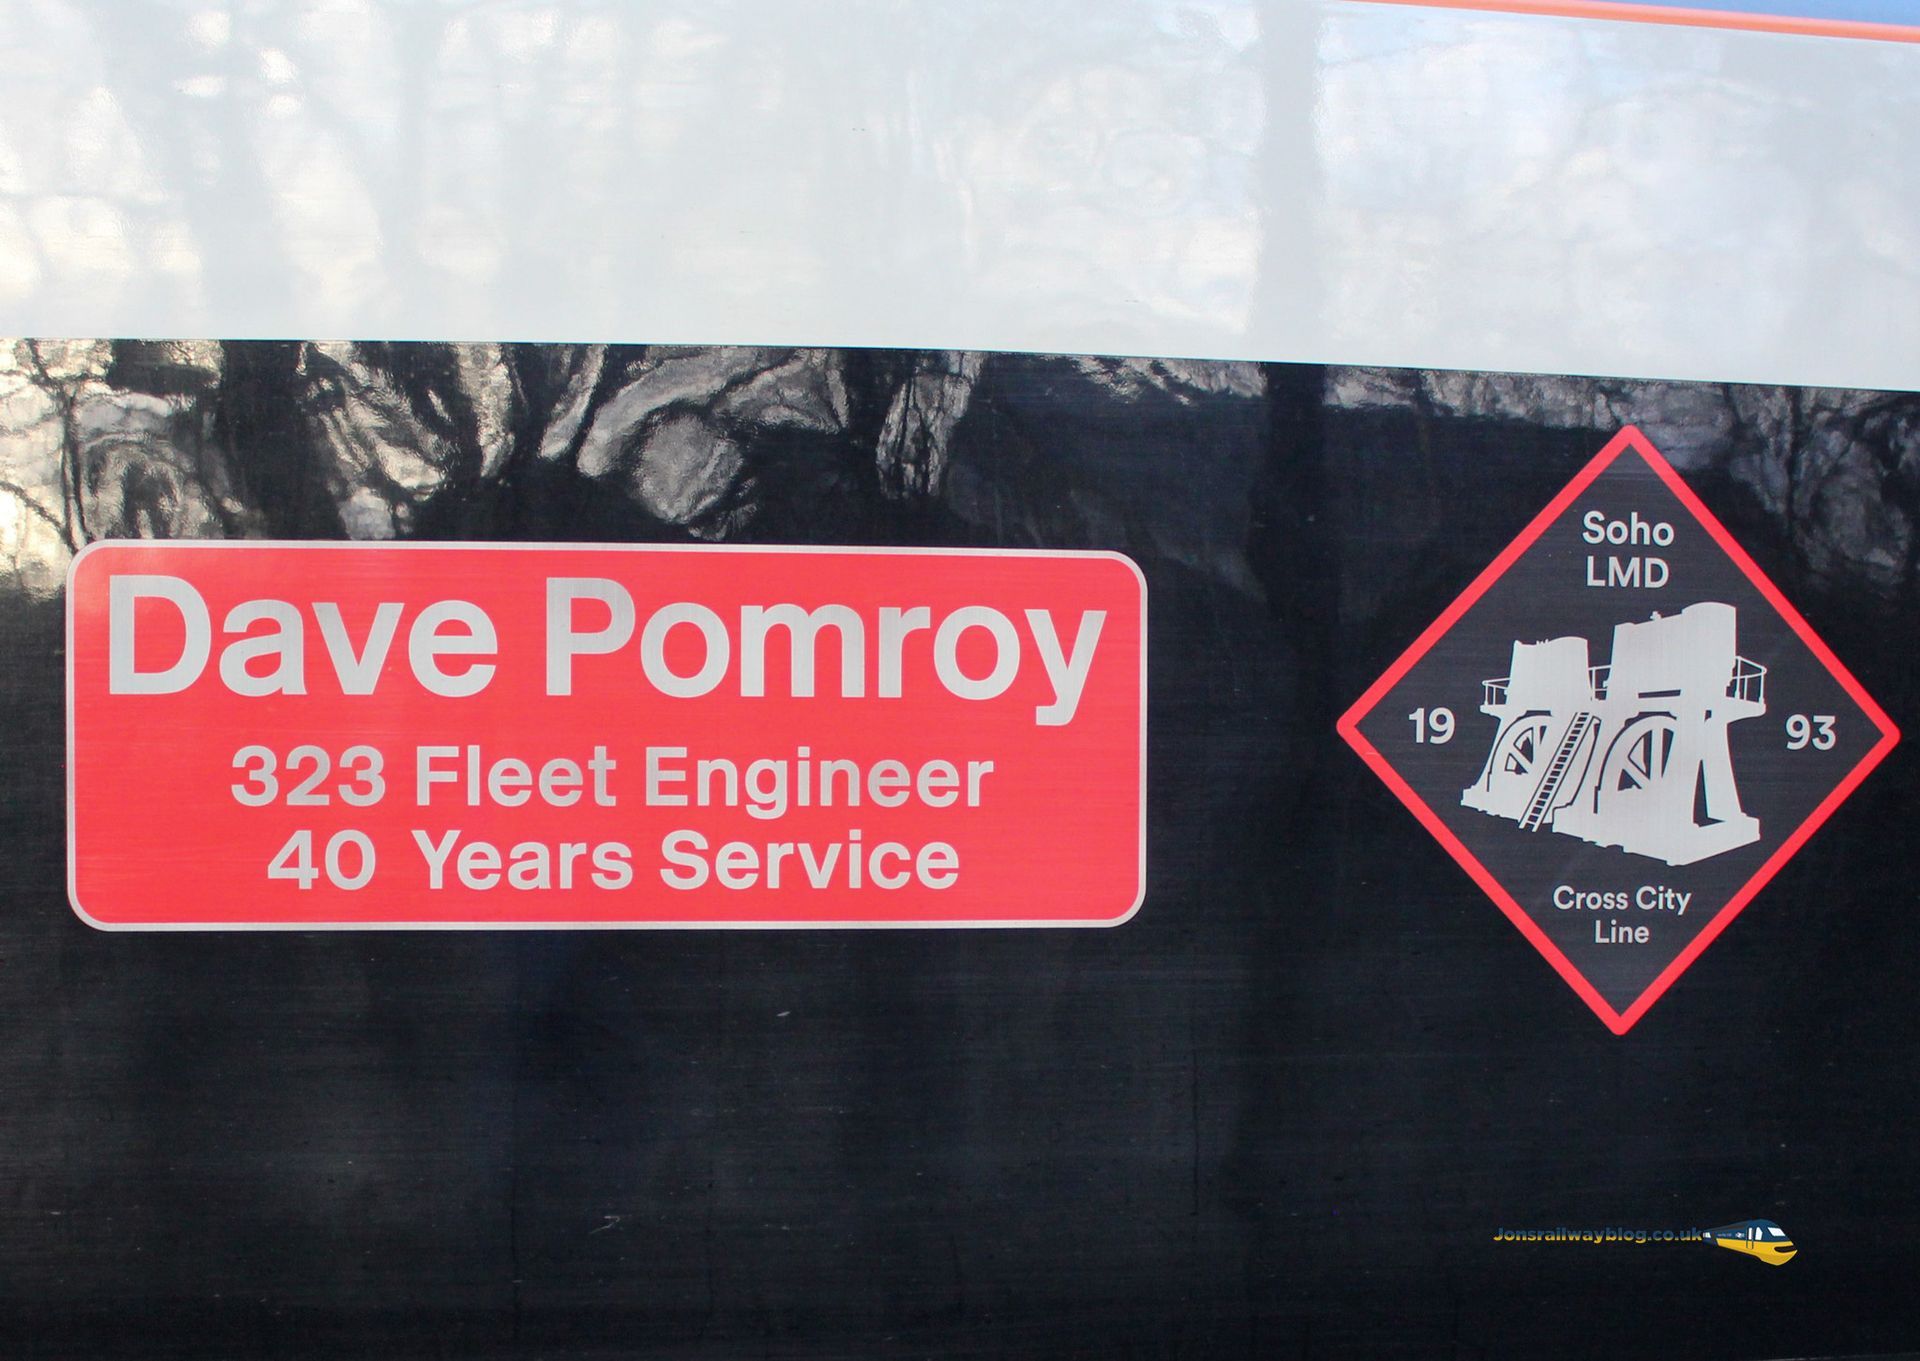 Dave Pomroy
323 Fleet Engineer
40 Years Service
Soho
LMD
19 93
Cross City
Line
Jonsrailwayblog.co.uk